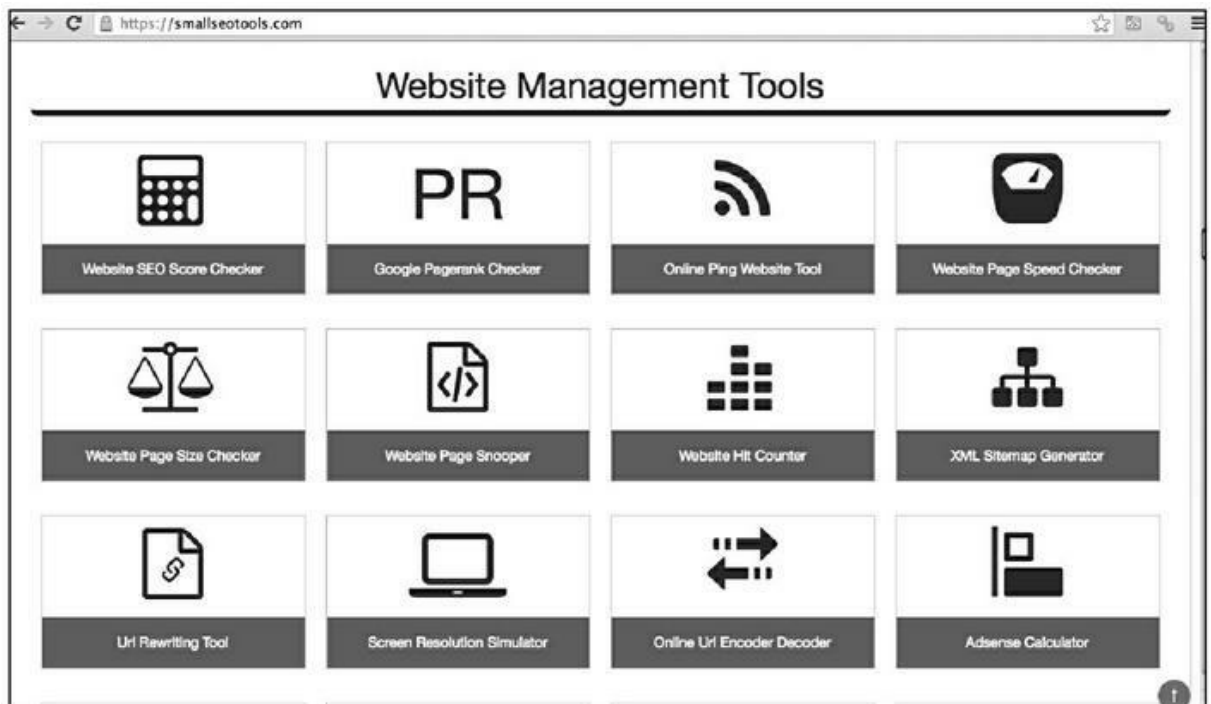 https://smallseotools.com
Website Management Tools
PR
Website SEO Score Checker
Google Pagerank Checker
Online Ping Website Tool
Website Page Speed Checker
</>
Website Page Size Checker
Website Page Snooper
Website Hit Counter
XML Sitemap Generator
Url Rewriting Tool
Screen Resolution Simulator
Online Url Encoder Decoder
Adsense Calculator